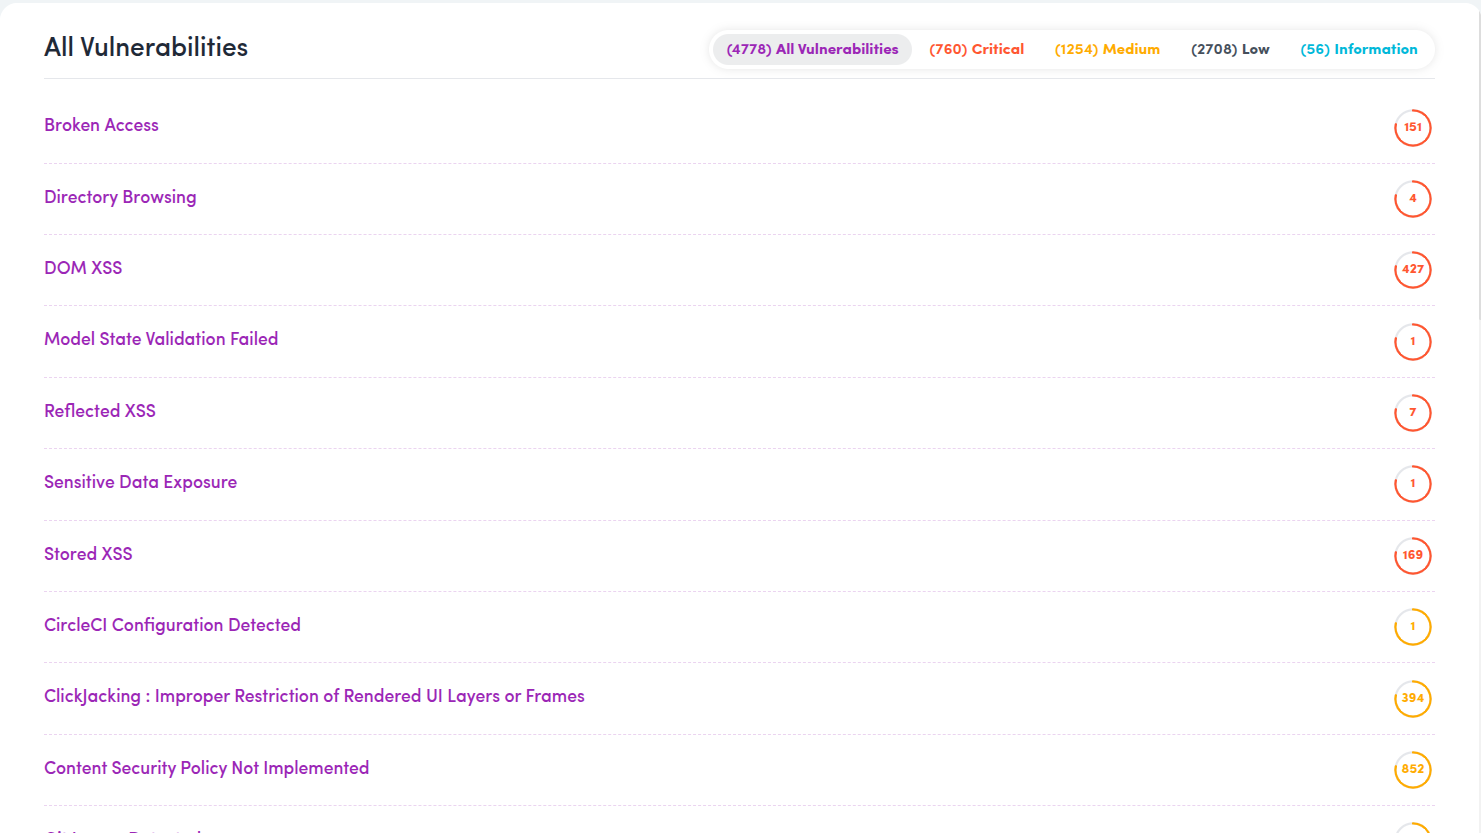 All Vulnerabilities
(4778) All Vulnerabilities (760) Critical (1254) Medium (2708) Low (56) Information
Broken Access 151
Directory Browsing 4
DOM XSS 427
Model State Validation Failed 1
Reflected XSS 7
Sensitive Data Exposure 1
Stored XSS 169
CircleCI Configuration Detected 1
ClickJacking : Improper Restriction of Rendered UI Layers or Frames 394
Content Security Policy Not Implemented 852